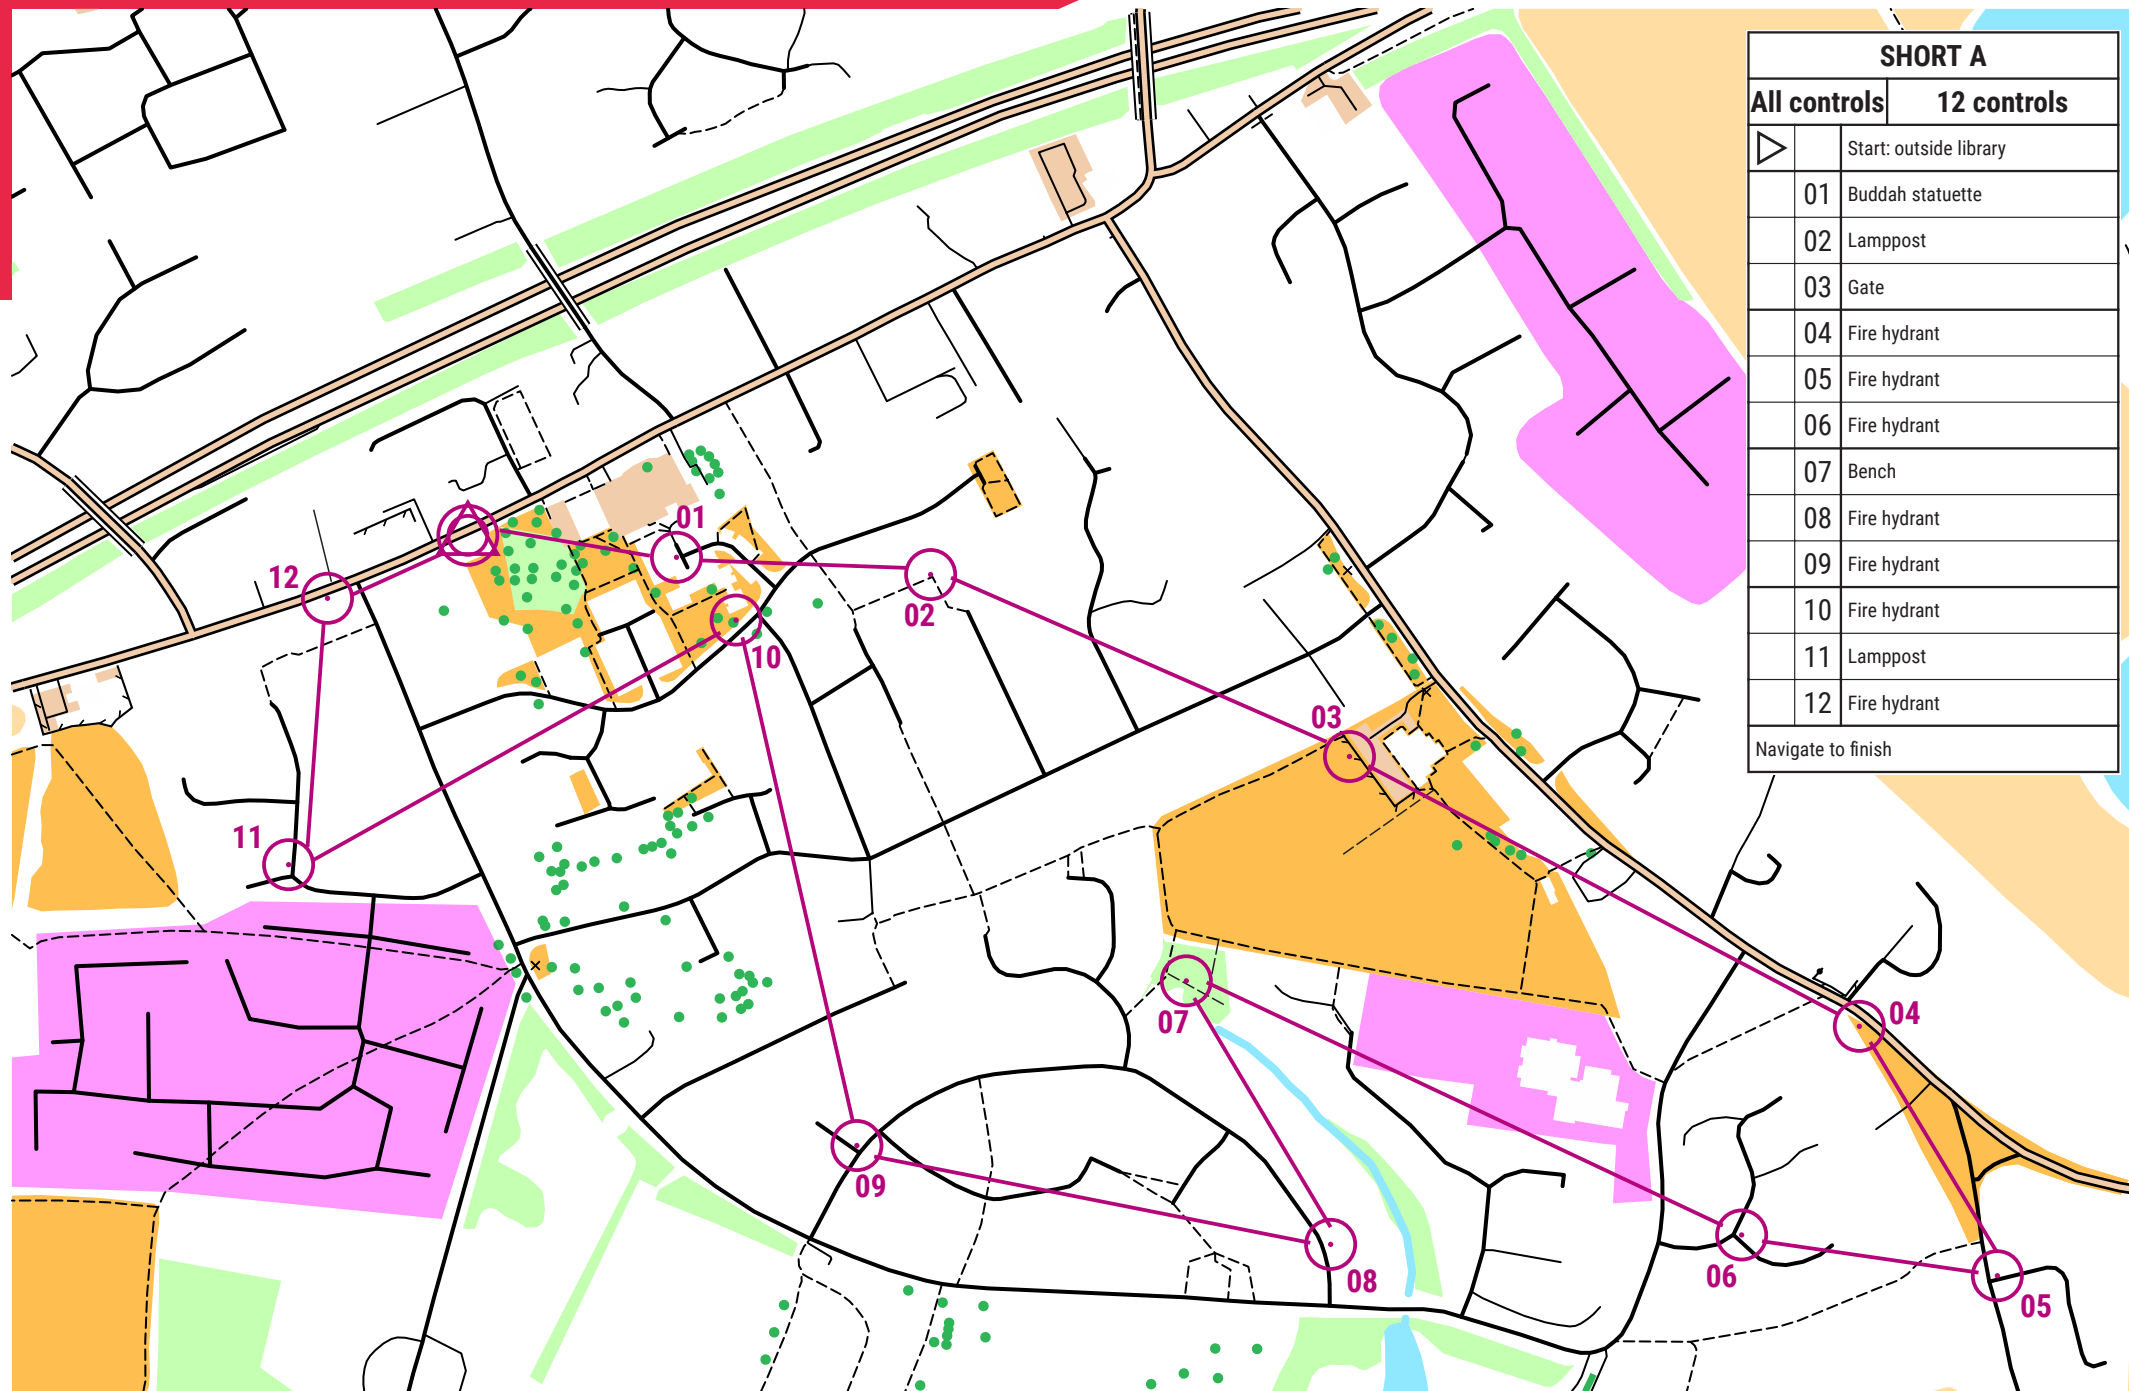 SHORT A
All controls 12 controls
Start: outside library
01 Buddah statuette
02 Lamppost
03 Gate
04 Fire hydrant
05 Fire hydrant
06 Fire hydrant
07 Bench
08 Fire hydrant
09 Fire hydrant
10 Fire hydrant
11 Lamppost
12 Fire hydrant
Navigate to finish
01
12
02
10
03
11
04
07
09
08
06
05